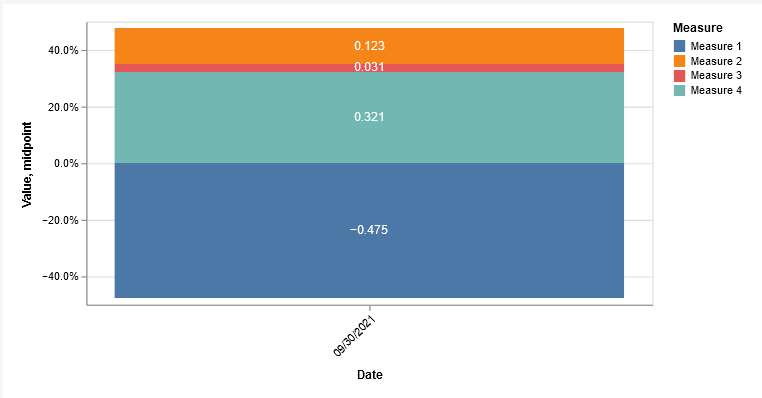 Measure
Measure 1
Measure 2
Measure 3
Measure 4
Value, midpoint
40.0%
20.0%
0.0%
−20.0%
−40.0%
0.123
0.031
0.321
−0.475
09/30/2021
Date